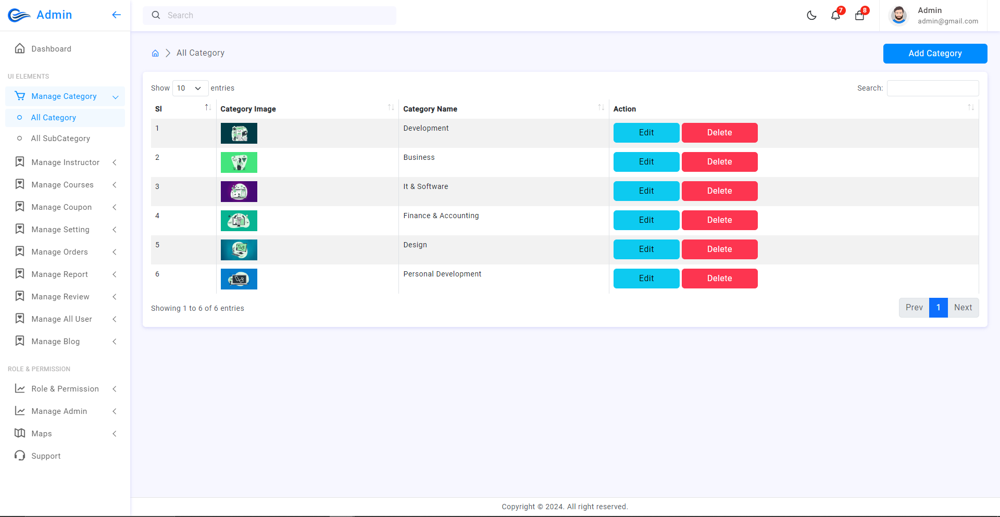 Admin
Search
7
8
Admin
admin@gmail.com
Dashboard
UI ELEMENTS
Manage Category
All Category
All SubCategory
Manage Instructor
Manage Courses
Manage Coupon
Manage Setting
Manage Orders
Manage Report
Manage Review
Manage All User
Manage Blog
ROLE & PERMISSION
Role & Permission
Manage Admin
Maps
Support
All Category
Add Category
Show 10 entries
Search:
Sl Category Image Category Name Action
1 Development Edit Delete
2 Business Edit Delete
3 It & Software Edit Delete
4 Finance & Accounting Edit Delete
5 Design Edit Delete
6 Personal Development Edit Delete
Showing 1 to 6 of 6 entries
Prev 1 Next
Copyright © 2024. All right reserved.